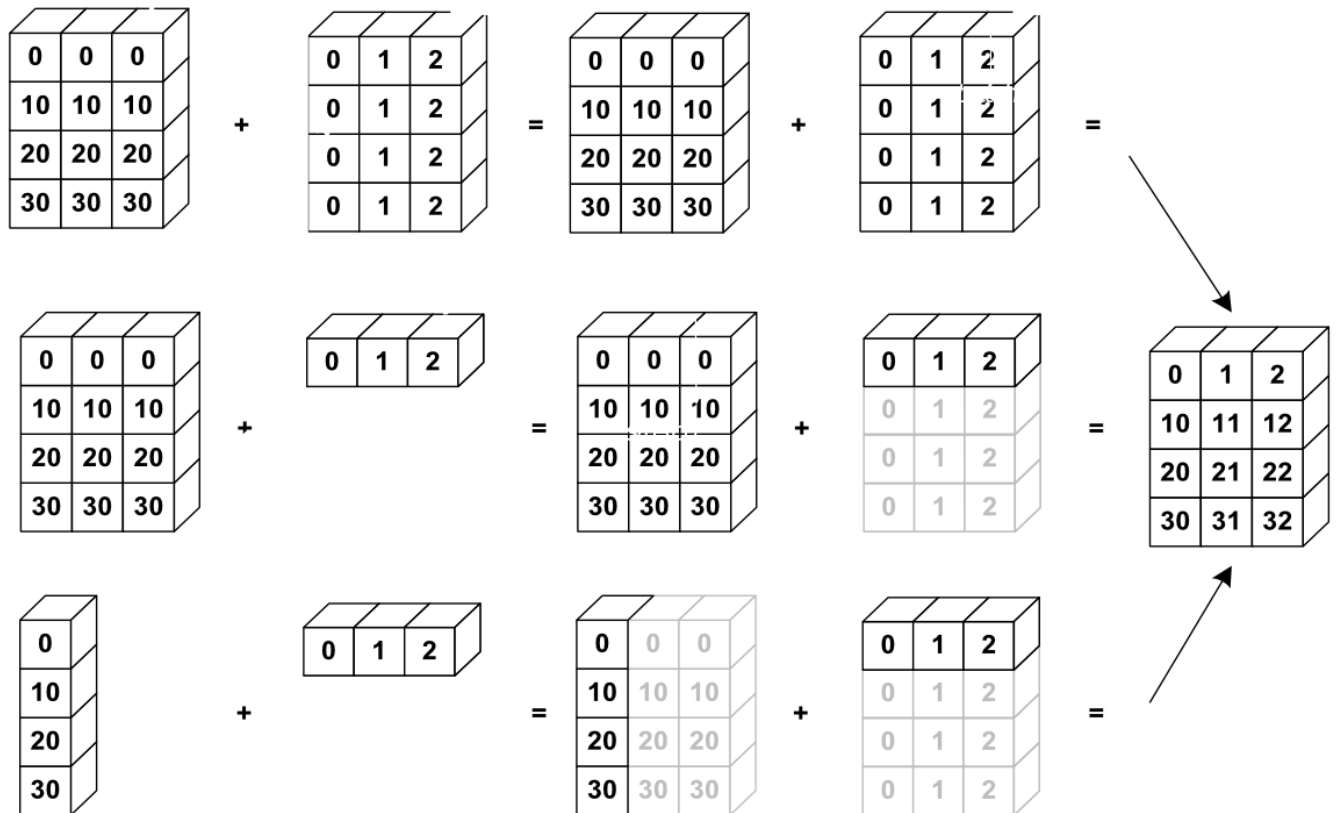 0 0 0 0 1 2 0 0 0 0 1 2
10 10 10 0 1 2 10 10 10 0 1 2
+ = + =
20 20 20 0 1 2 20 20 20 0 1 2
30 30 30 0 1 2 30 30 30 0 1 2
0 0 0 0 1 2 0 0 0 0 1 2
10 10 10 10 10 10 0 1 2
+ = + =
20 20 20 20 20 20 0 1 2
30 30 30 30 30 30 0 1 2
0 1 2
10 11 12
20 21 22
30 31 32
0 0 1 2 0 0 0 0 1 2
10 10 10 10 0 1 2
+ = + =
20 20 20 20 0 1 2
30 30 30 30 0 1 2